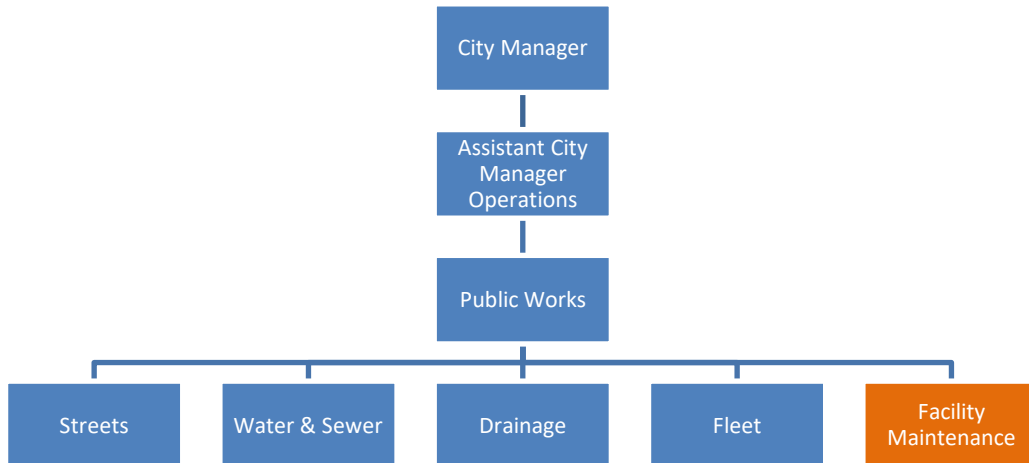 City Manager
Assistant City
Manager
Operations
Public Works
Streets
Water & Sewer
Drainage
Fleet
Facility
Maintenance